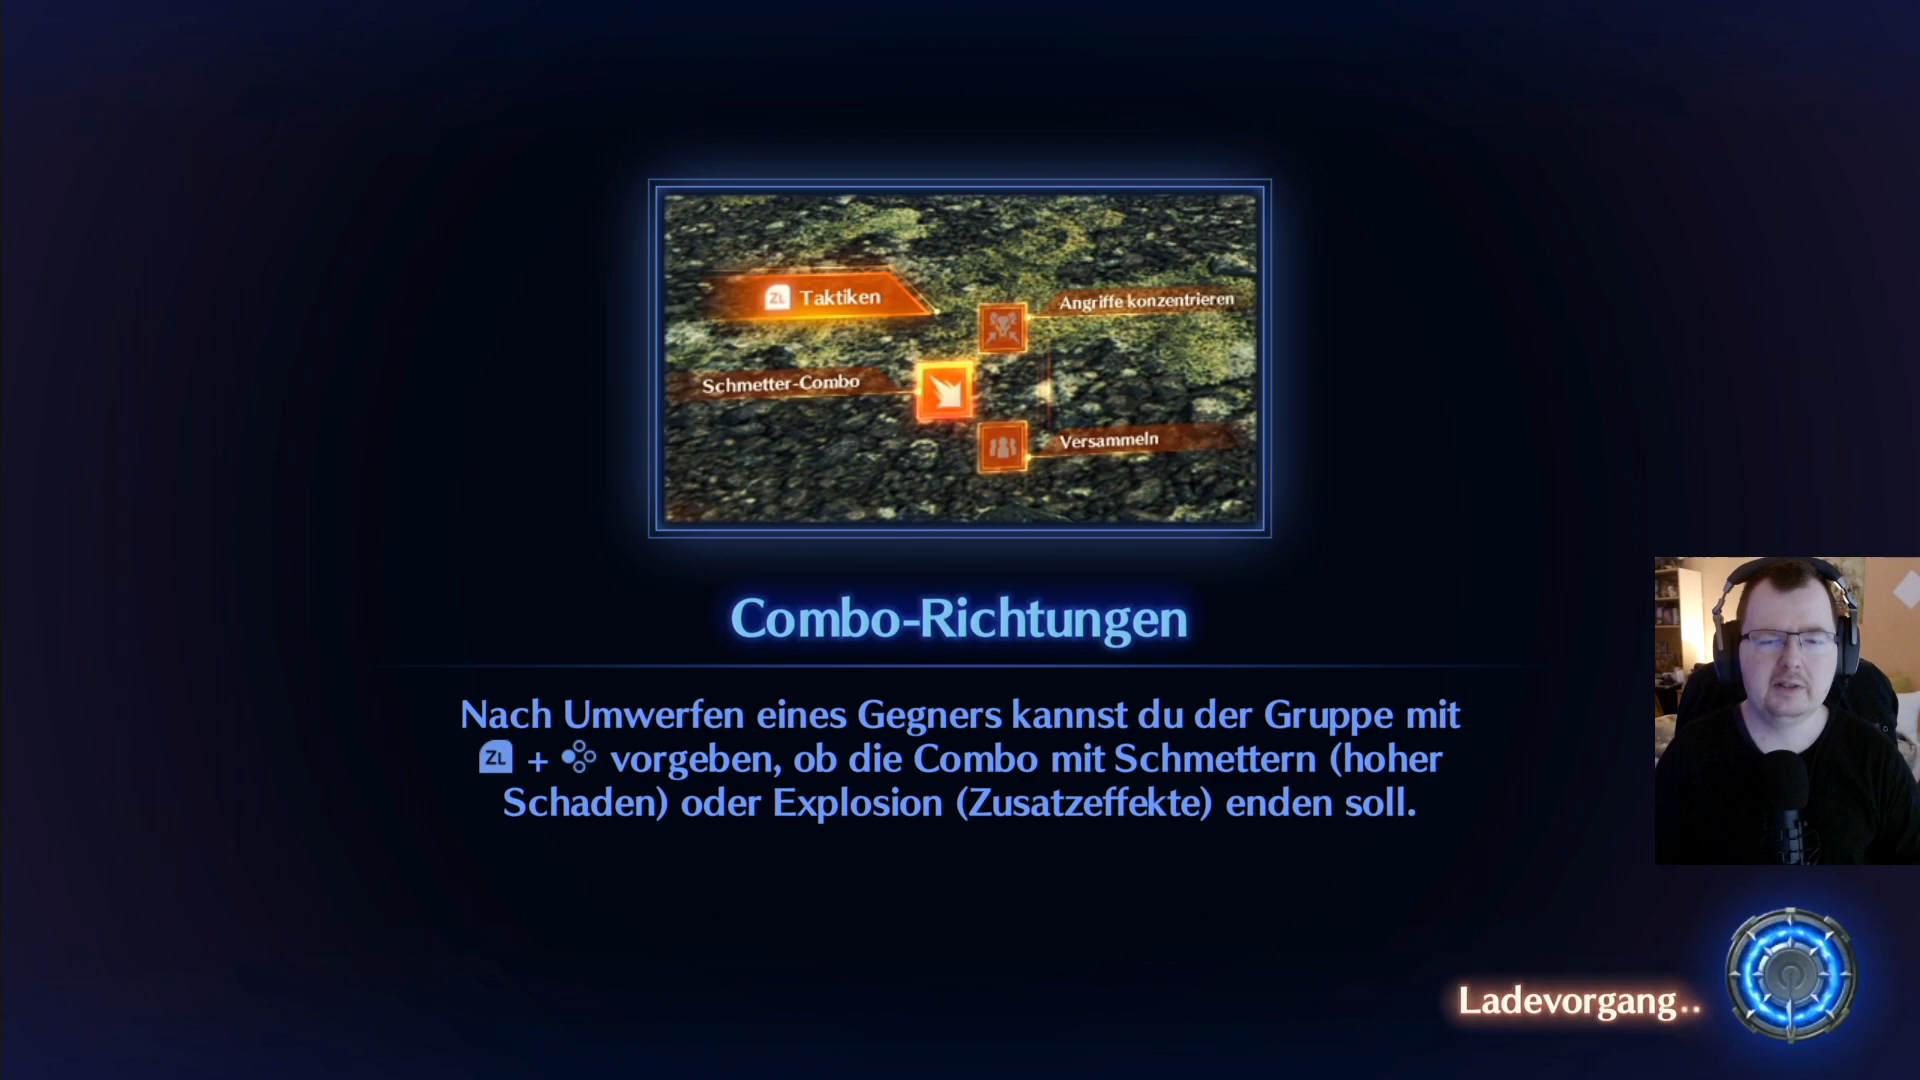 ZL Taktiken
Angriffe konzentrieren
Schmetter-Combo
Versammeln
Combo-Richtungen
Nach Umwerfen eines Gegners kannst du der Gruppe mit
ZL + vorgeben, ob die Combo mit Schmettern (hoher
Schaden) oder Explosion (Zusatzeffekte) enden soll.
Ladevorgang..